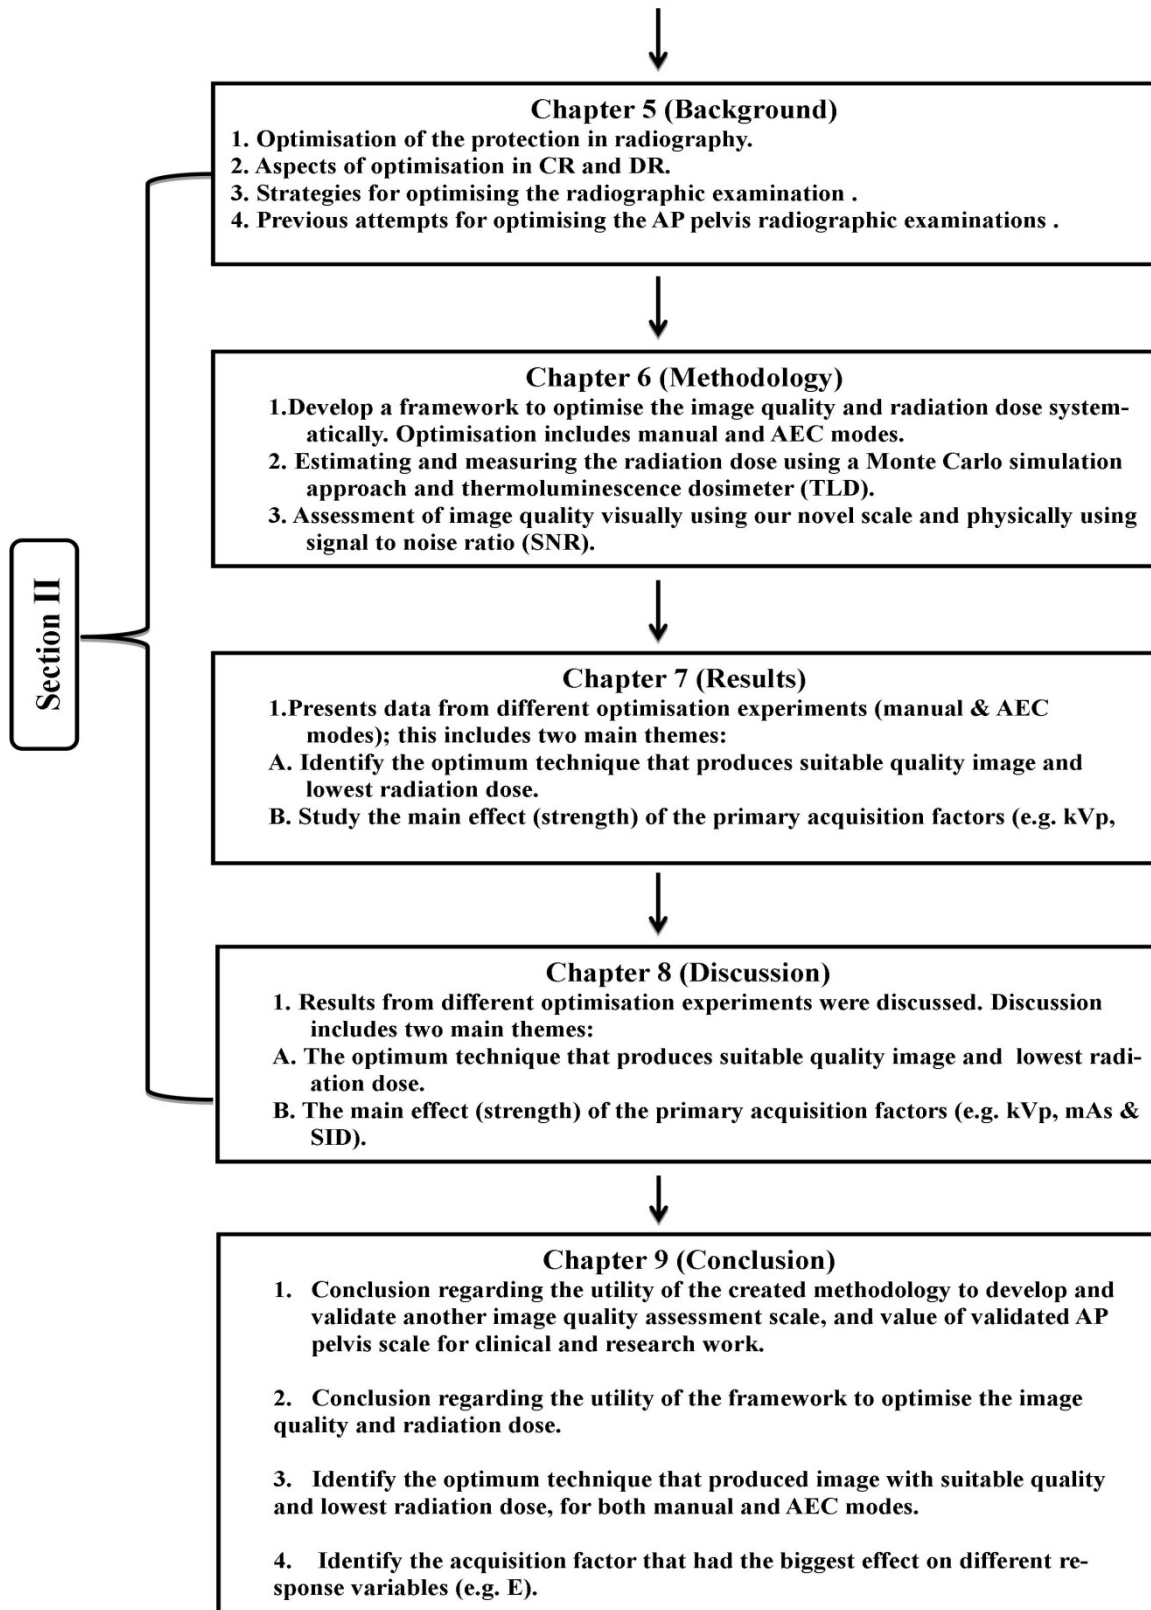 Section II
Chapter 5 (Background)
1. Optimisation of the protection in radiography.
2. Aspects of optimisation in CR and DR.
3. Strategies for optimising the radiographic examination .
4. Previous attempts for optimising the AP pelvis radiographic examinations .
Chapter 6 (Methodology)
1.Develop a framework to optimise the image quality and radiation dose system-
atically. Optimisation includes manual and AEC modes.
2. Estimating and measuring the radiation dose using a Monte Carlo simulation
approach and thermoluminescence dosimeter (TLD).
3. Assessment of image quality visually using our novel scale and physically using
signal to noise ratio (SNR).
Chapter 7 (Results)
1.Presents data from different optimisation experiments (manual & AEC
modes); this includes two main themes:
A. Identify the optimum technique that produces suitable quality image and
lowest radiation dose.
B. Study the main effect (strength) of the primary acquisition factors (e.g. kVp,
Chapter 8 (Discussion)
1. Results from different optimisation experiments were discussed. Discussion
includes two main themes:
A. The optimum technique that produces suitable quality image and lowest radi-
ation dose.
B. The main effect (strength) of the primary acquisition factors (e.g. kVp, mAs &
SID).
Chapter 9 (Conclusion)
1. Conclusion regarding the utility of the created methodology to develop and
validate another image quality assessment scale, and value of validated AP
pelvis scale for clinical and research work.
2. Conclusion regarding the utility of the framework to optimise the image
quality and radiation dose.
3. Identify the optimum technique that produced image with suitable quality
and lowest radiation dose, for both manual and AEC modes.
4. Identify the acquisition factor that had the biggest effect on different re-
sponse variables (e.g. E).